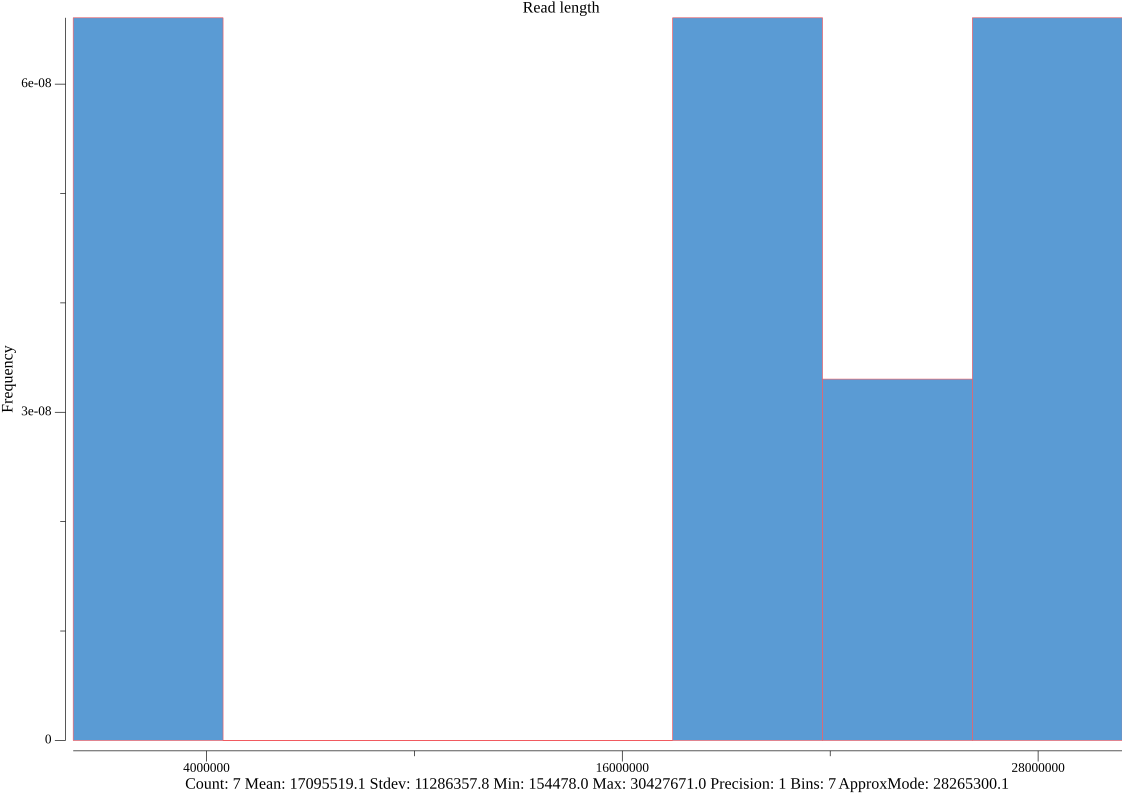 Read length
6e-08
Frequency
3e-08
0
4000000 16000000 28000000
Count: 7 Mean: 17095519.1 Stdev: 11286357.8 Min: 154478.0 Max: 30427671.0 Precision: 1 Bins: 7 ApproxMode: 28265300.1